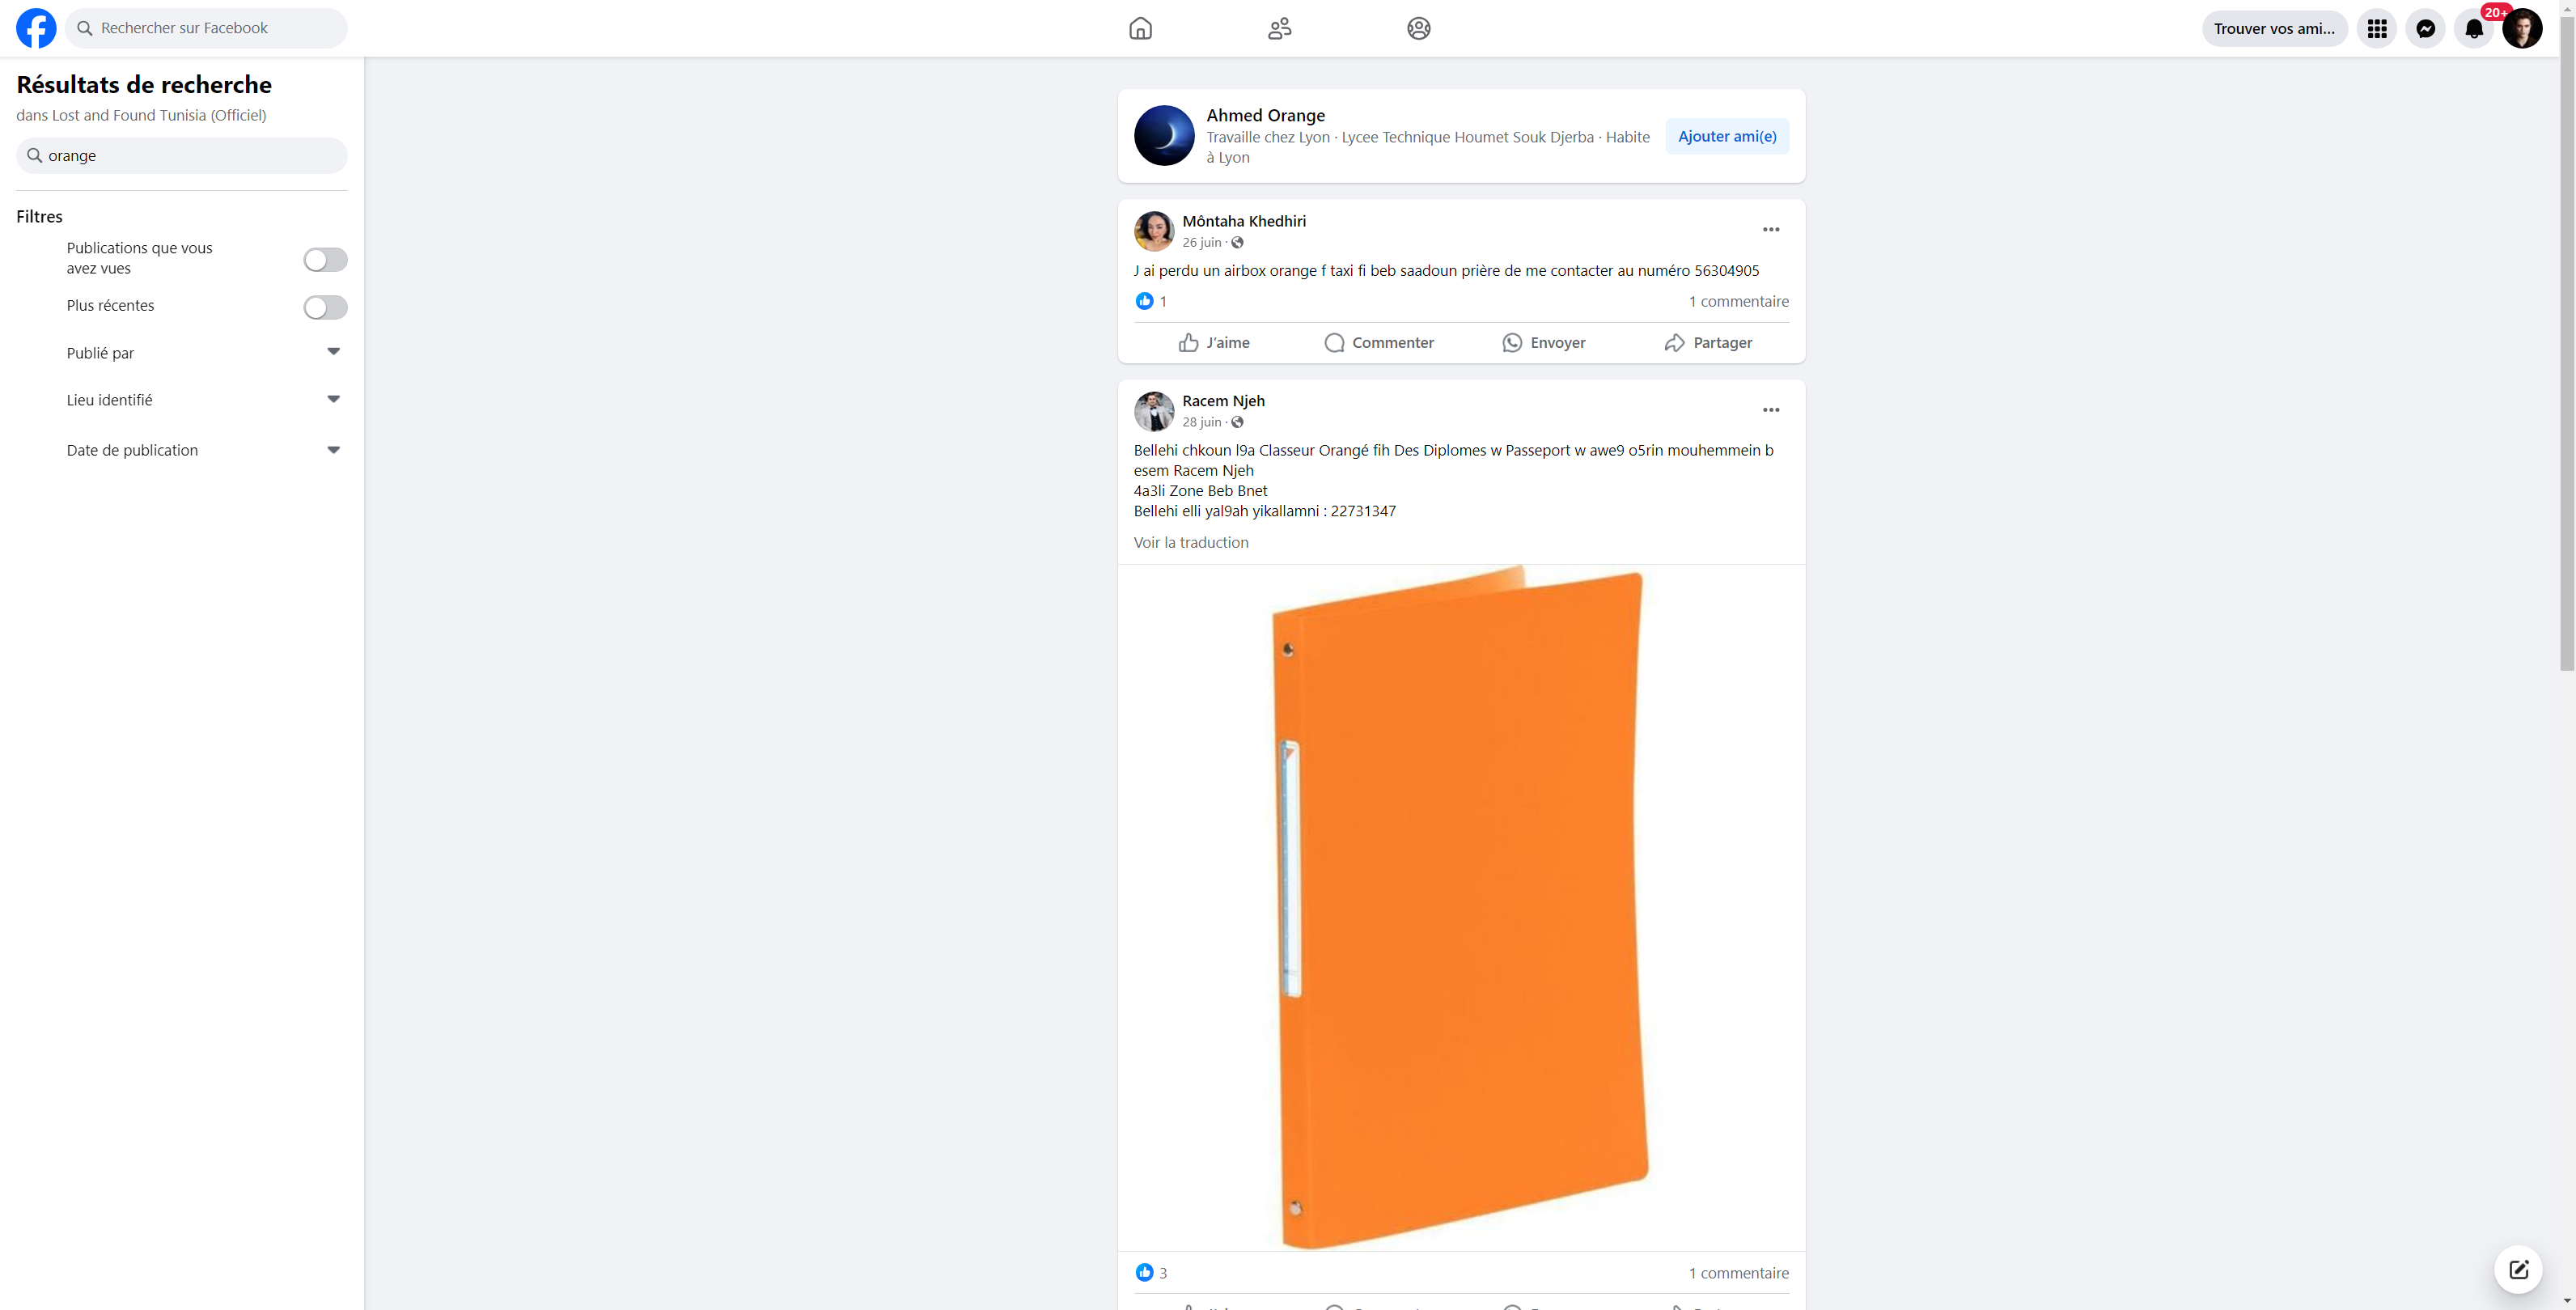 Rechercher sur Facebook
Trouver vos ami...
20+
Résultats de recherche
dans Lost and Found Tunisia (Officiel)
orange
Filtres
Publications que vous
avez vues
Plus récentes
Publié par
Lieu identifié
Date de publication
Ahmed Orange
Travaille chez Lyon · Lycee Technique Houmet Souk Djerba · Habite
à Lyon
Ajouter ami(e)
Môntaha Khedhiri
26 juin ·
J ai perdu un airbox orange f taxi fi beb saadoun prière de me contacter au numéro 56304905
1
1 commentaire
J'aime
Commenter
Envoyer
Partager
Racem Njeh
28 juin ·
Bellehi chkoun l9a Classeur Orangé fih Des Diplomes w Passeport w awe9 o5rin mouhemmein b
esem Racem Njeh
4a3li Zone Beb Bnet
Bellehi elli yal9ah yikallamni : 22731347
Voir la traduction
3
1 commentaire